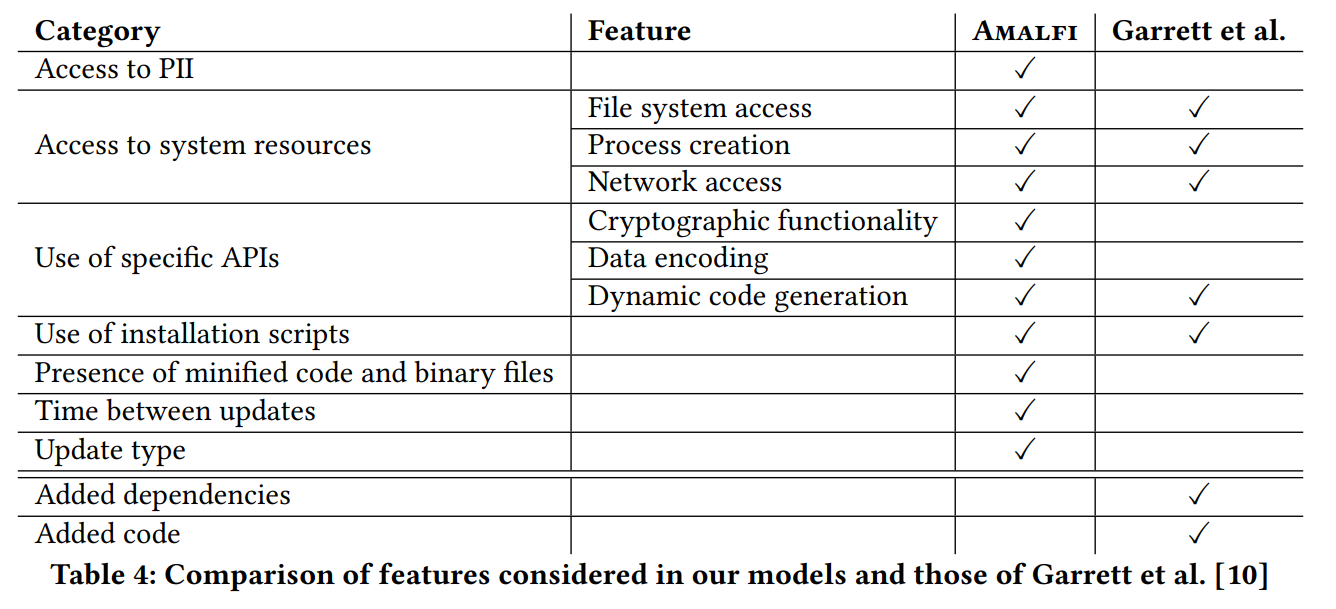 Category Feature AMALFI Garrett et al.
Access to PII ✓
File system access ✓ ✓
Access to system resources Process creation ✓ ✓
Network access ✓ ✓
Cryptographic functionality ✓
Use of specific APIs Data encoding ✓
Dynamic code generation ✓ ✓
Use of installation scripts ✓ ✓
Presence of minified code and binary files ✓
Time between updates ✓
Update type ✓
Added dependencies ✓
Added code ✓
Table 4: Comparison of features considered in our models and those of Garrett et al. [10]